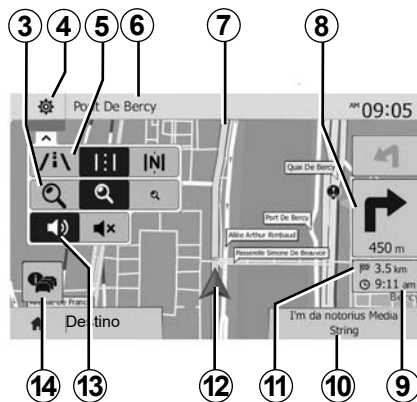 3
4
5
6
7
8
Port De Bercy
AM 09:05
N
Quai De Bercy
Port De Bercy
Allée Arthur Rimbaud
Passerelle Simone De Beauvoir
450 m
3.5 km
9:11 am
Destino
I'm da notorius Media
String
14
13
12
11
10
9